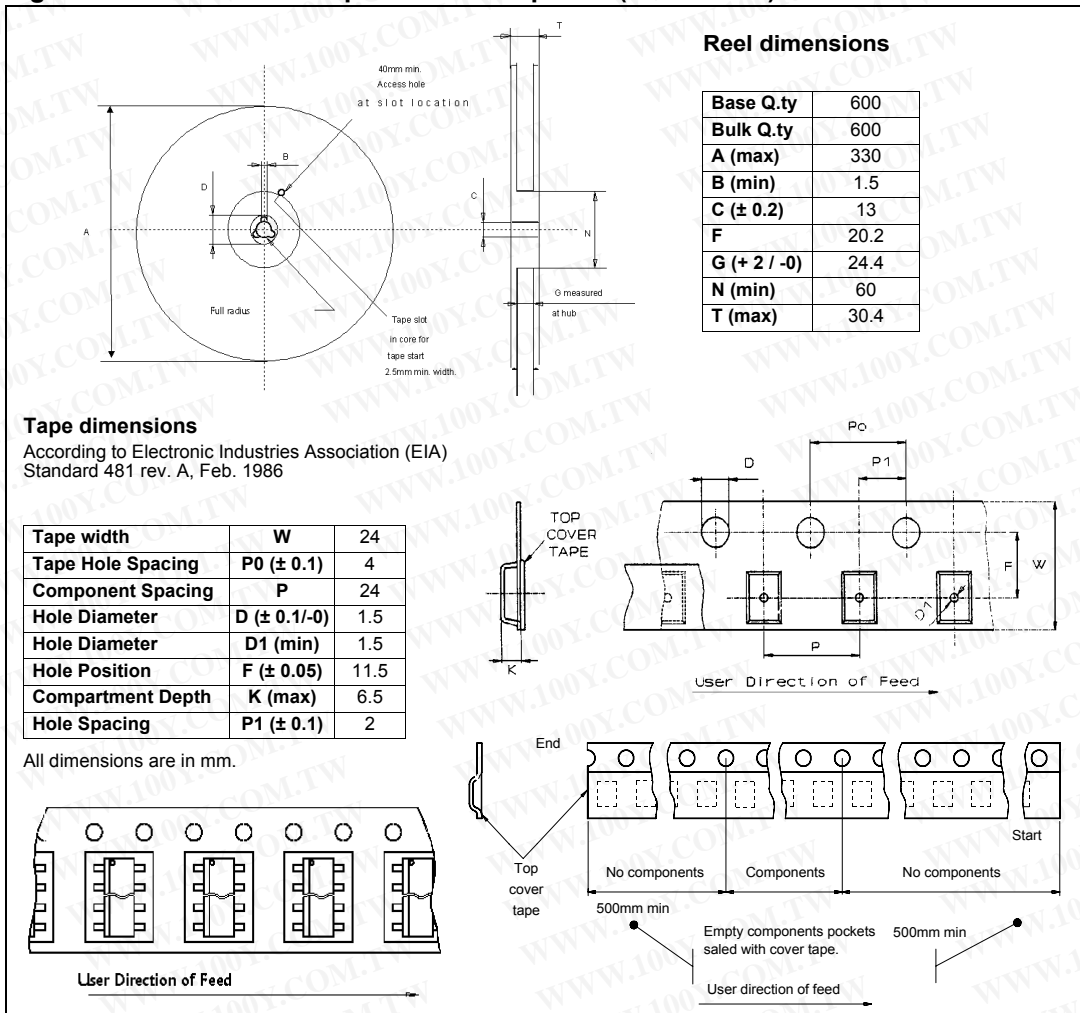 T
40mm min.
Access hole
at slot location
B
D
A
C
N
Full radius
G measured
at hub
Tape slot
in core for
tape start
2.5mm min. width.
Reel dimensions
Base Q.ty 600
Bulk Q.ty 600
A (max) 330
B (min) 1.5
C (± 0.2) 13
F 20.2
G (+ 2 / -0) 24.4
N (min) 60
T (max) 30.4
Tape dimensions
According to Electronic Industries Association (EIA)
Standard 481 rev. A, Feb. 1986
Tape width W 24
Tape Hole Spacing P0 (± 0.1) 4
Component Spacing P 24
Hole Diameter D (± 0.1/-0) 1.5
Hole Diameter D1 (min) 1.5
Hole Position F (± 0.05) 11.5
Compartment Depth K (max) 6.5
Hole Spacing P1 (± 0.1) 2
All dimensions are in mm.
Po
D
P1
TOP
COVER
TAPE
F
W
D1
K
P
User Direction of Feed
End
Start
Top
cover
tape
No components
Components
No components
500mm min
Empty components pockets
saled with cover tape.
500mm min
User direction of feed
User Direction of Feed
WWW.100Y.COM.TW